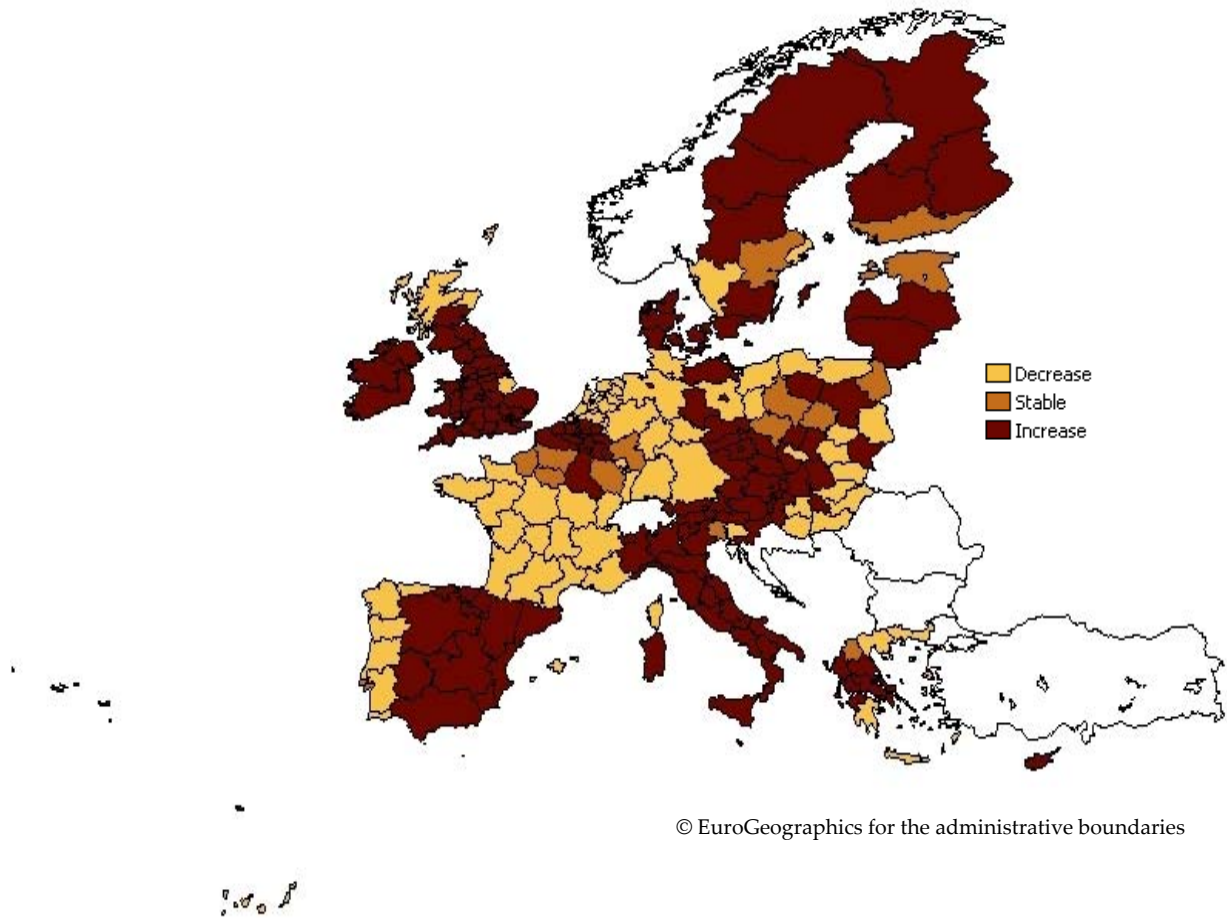 Decrease
Stable
Increase
© EuroGeographics for the administrative boundaries